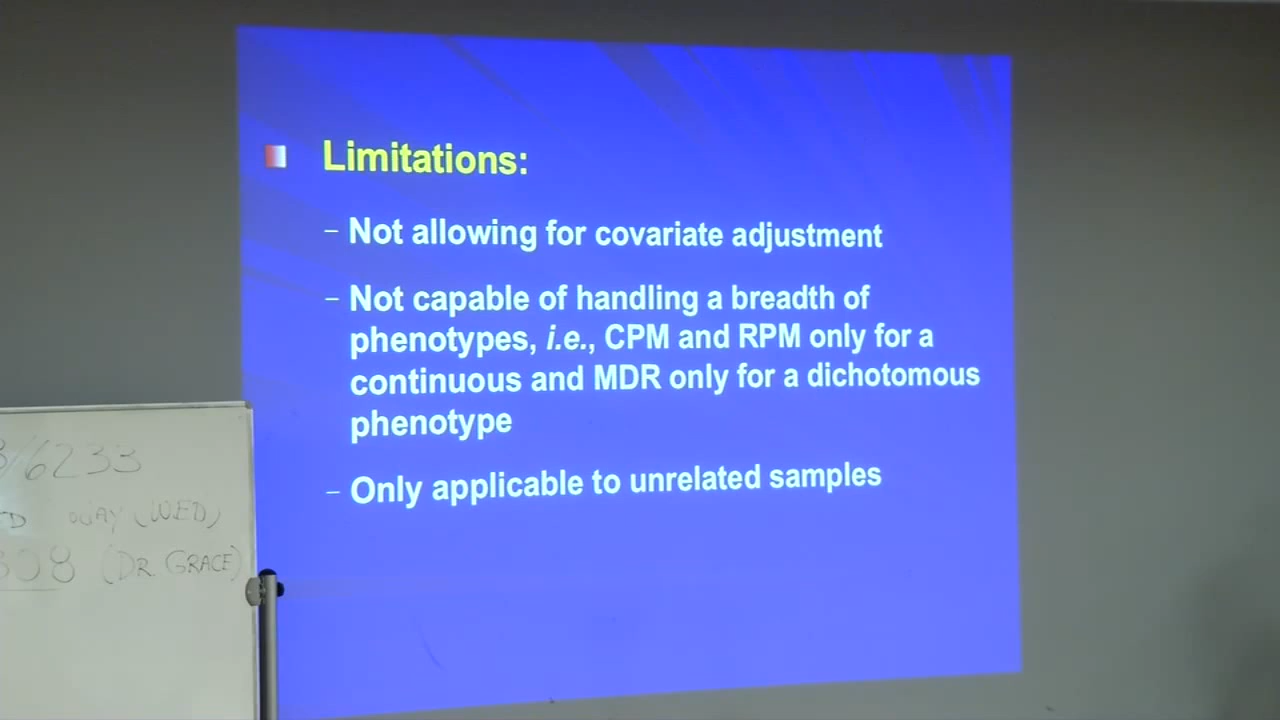 Limitations:
– Not allowing for covariate adjustment
– Not capable of handling a breadth of
phenotypes, i.e., CPM and RPM only for a
continuous and MDR only for a dichotomous
phenotype
– Only applicable to unrelated samples
/6233
(WED)
308 (DR GRACE)